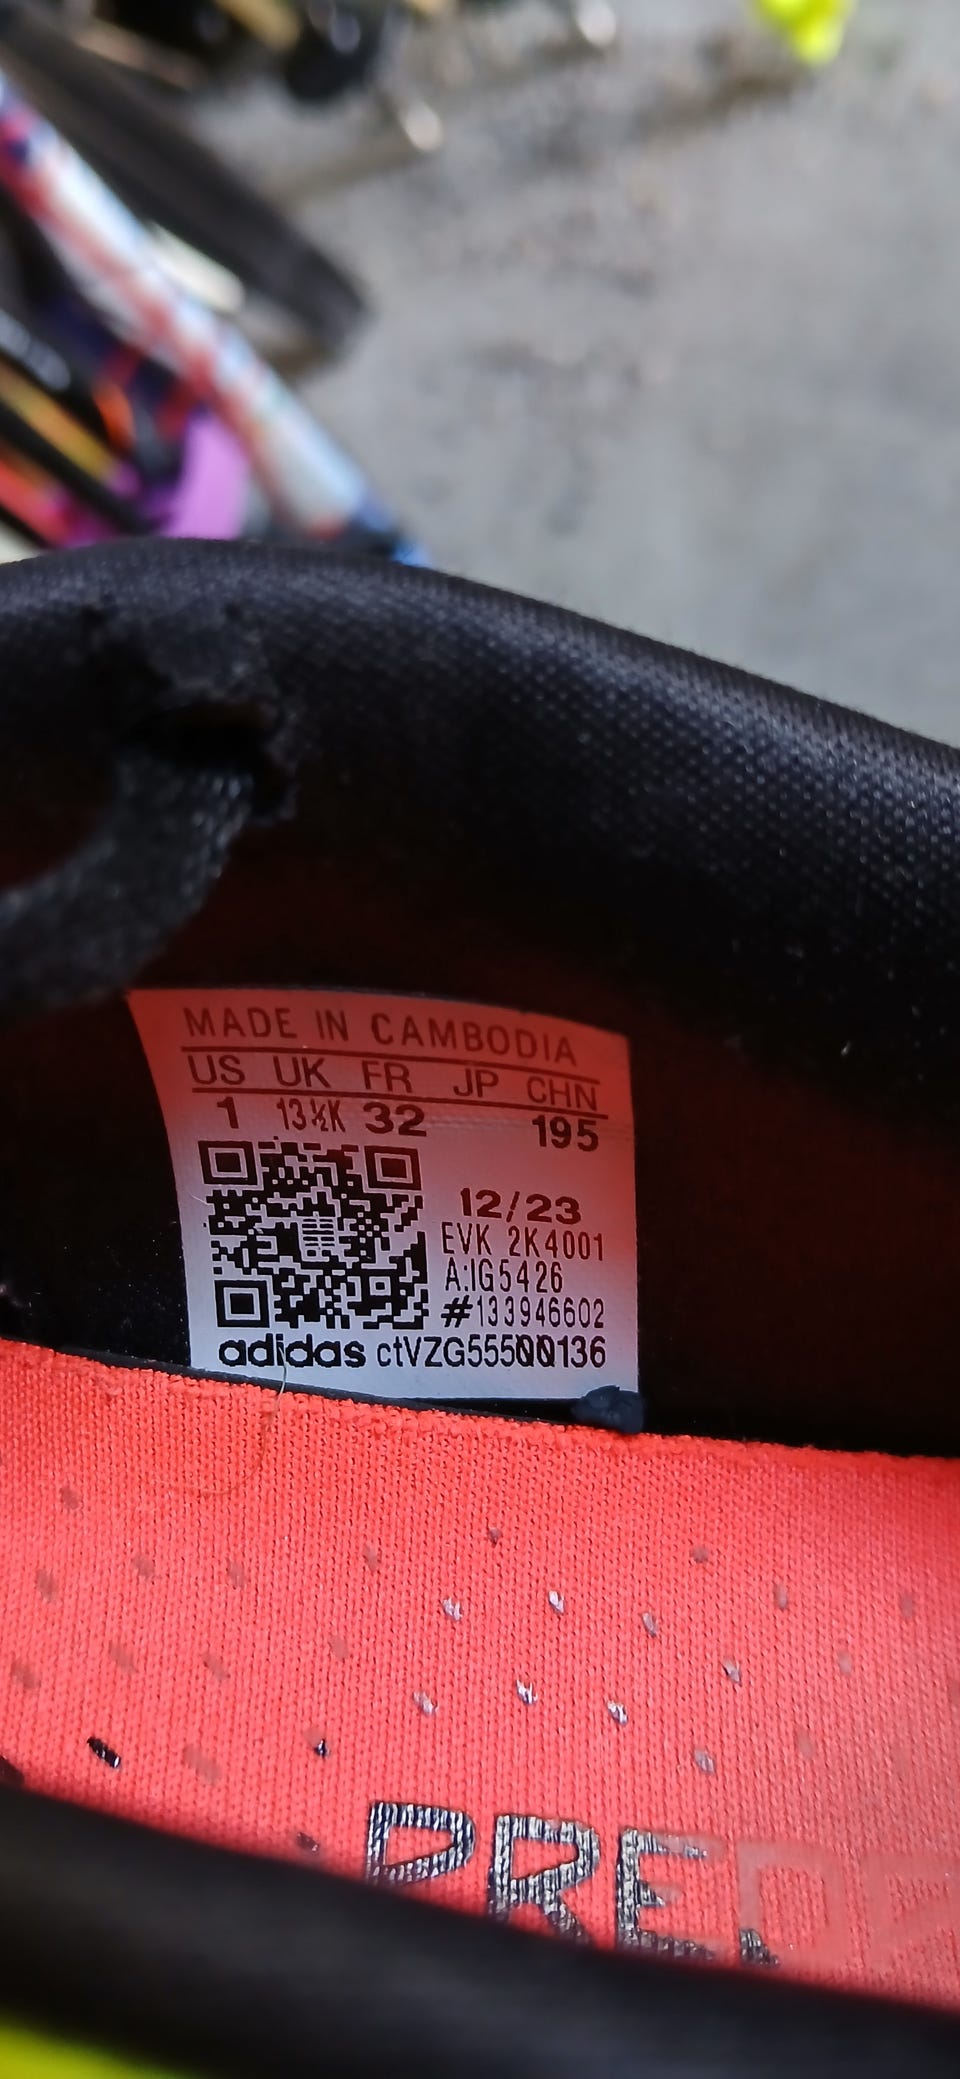 MADE IN CAMBODIA
US UK FR JP CHN
1 13½K 32 195
12/23
EVK 2K4001
A:IG5426
#133946602
adidas ctVZG55500136
PRED